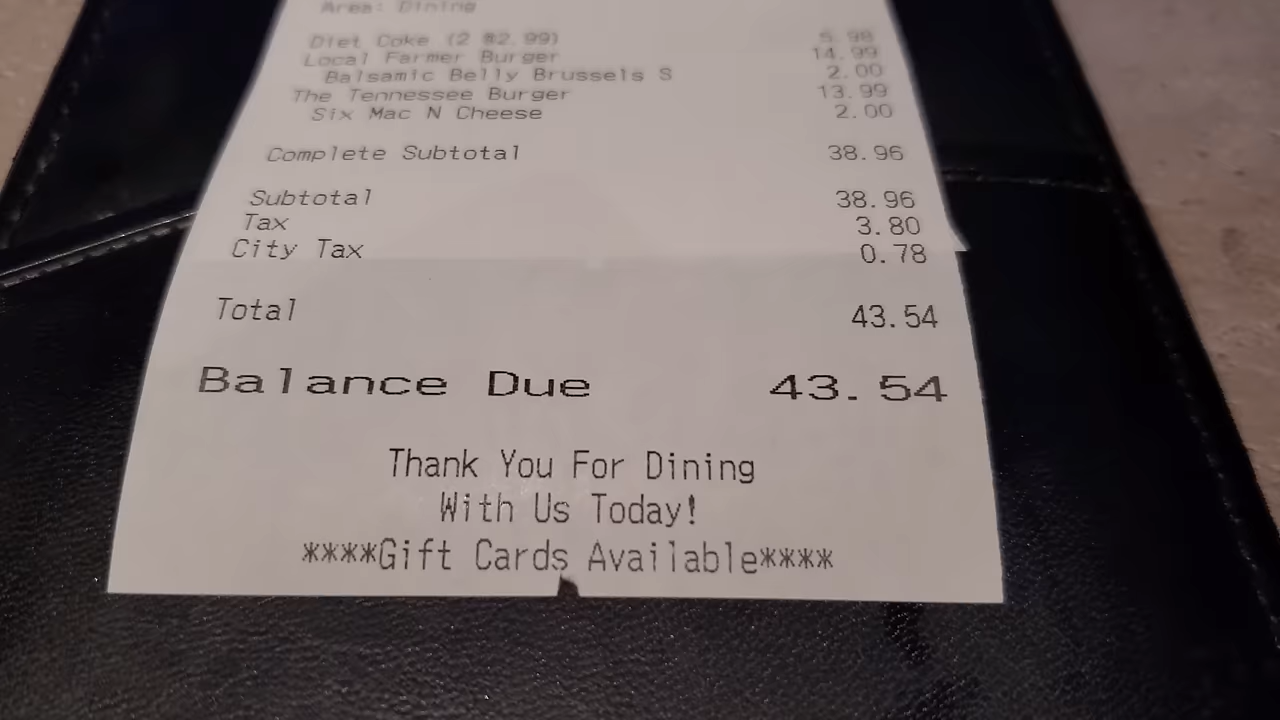 Area: Dining
Diet Coke (2 @2.99) 5.98
Local Farmer Burger 14.99
Balsamic Belly Brussels S 2.00
The Tennessee Burger 13.99
Six Mac N Cheese 2.00
Complete Subtotal 38.96
Subtotal 38.96
Tax 3.80
City Tax 0.78
Total 43.54
Balance Due 43.54
Thank You For Dining
With Us Today!
****Gift Cards Available****